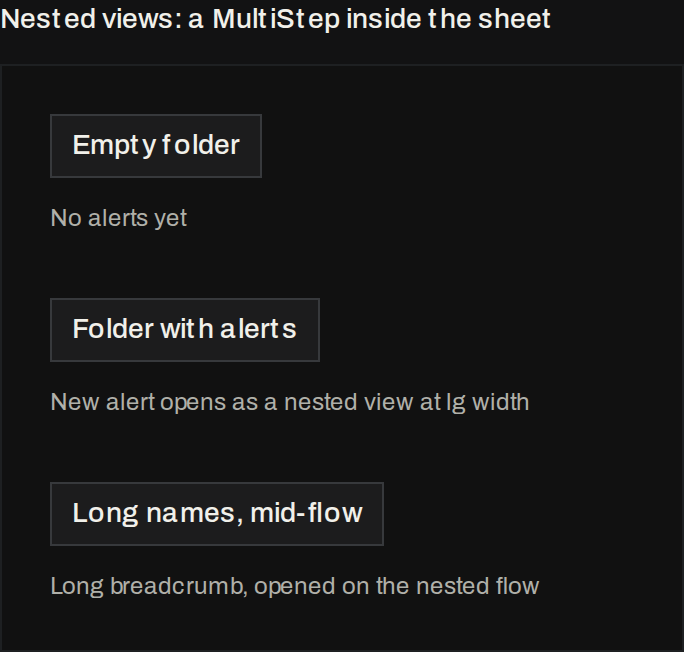 Nested views: a MultiStep inside the sheet
Empty folder
No alerts yet
Folder with alerts
New alert opens as a nested view at lg width
Long names, mid-flow
Long breadcrumb, opened on the nested flow